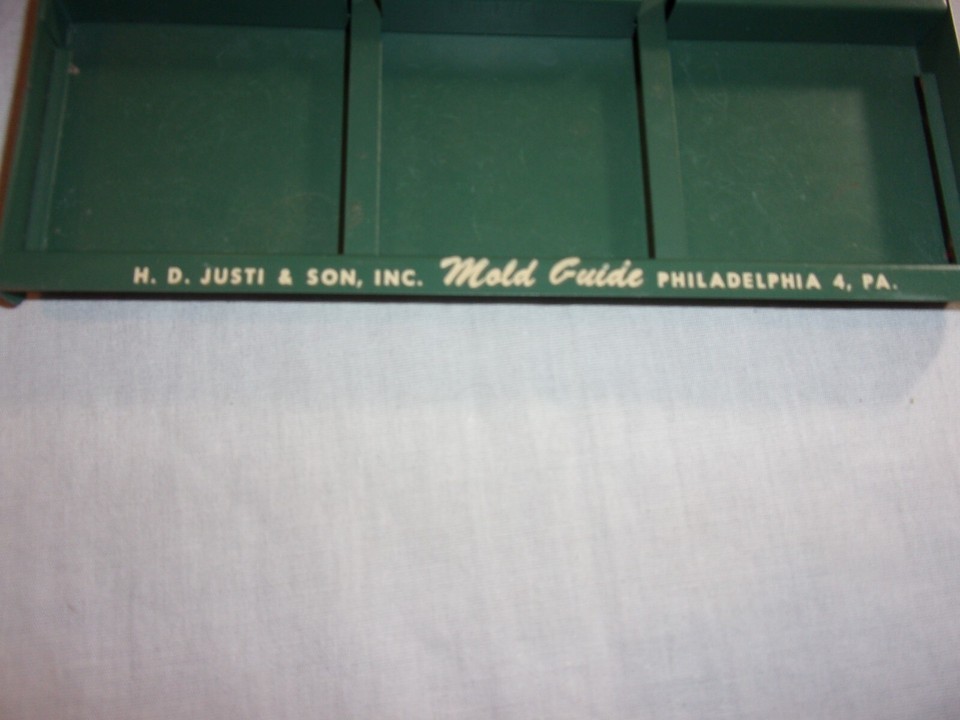 H. D. JUSTI & SON, INC. Mold Guide PHILADELPHIA 4, PA.